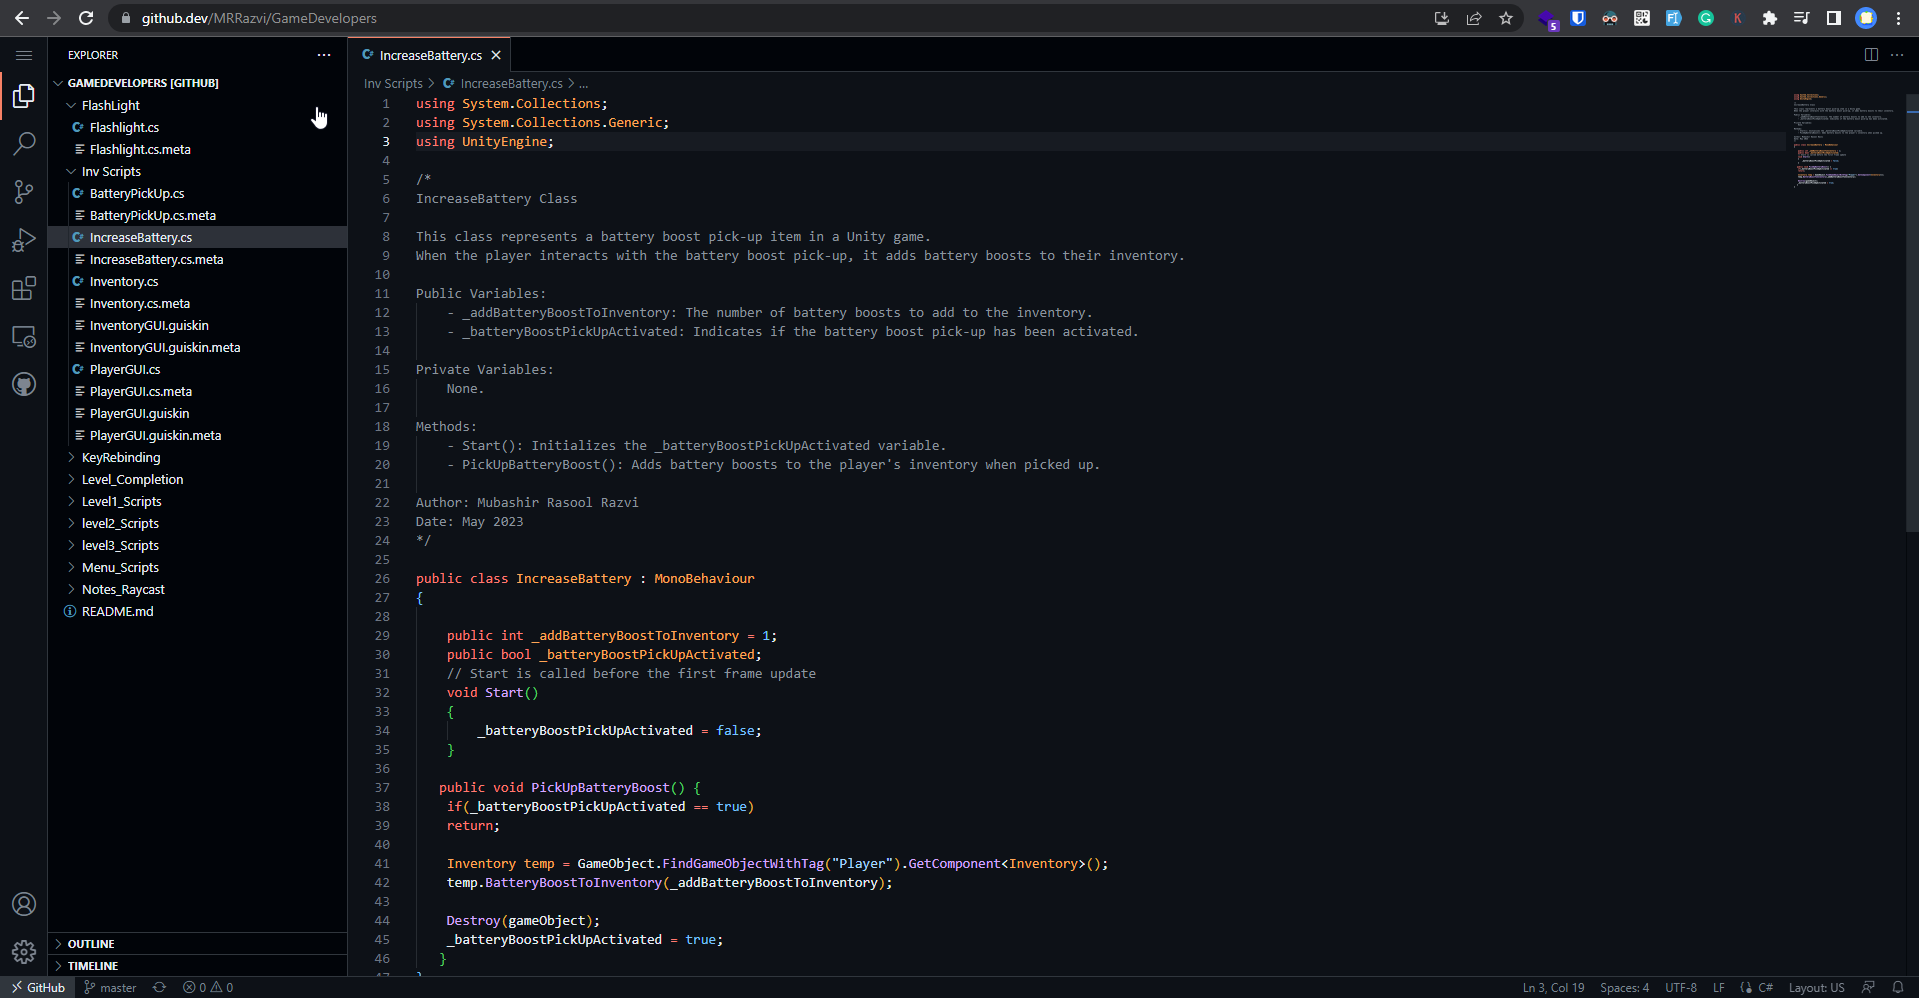 github.dev/MRRazvi/GameDevelopers
5
EXPLORER
GAMEDEVELOPERS [GITHUB]
FlashLight
Flashlight.cs
Flashlight.cs.meta
Inv Scripts
BatteryPickUp.cs
BatteryPickUp.cs.meta
IncreaseBattery.cs
IncreaseBattery.cs.meta
Inventory.cs
Inventory.cs.meta
InventoryGUI.guiskin
InventoryGUI.guiskin.meta
PlayerGUI.cs
PlayerGUI.cs.meta
PlayerGUI.guiskin
PlayerGUI.guiskin.meta
KeyRebinding
Level_Completion
Level1_Scripts
level2_Scripts
level3_Scripts
Menu_Scripts
Notes_Raycast
README.md
OUTLINE
TIMELINE
IncreaseBattery.cs
Inv Scripts > IncreaseBattery.cs > ...
1 using System.Collections;
2 using System.Collections.Generic;
3 using UnityEngine;
4
5 /*
6 IncreaseBattery Class
7
8 This class represents a battery boost pick-up item in a Unity game.
9 When the player interacts with the battery boost pick-up, it adds battery boosts to their inventory.
10
11 Public Variables:
12 - _addBatteryBoostToInventory: The number of battery boosts to add to the inventory.
13 - _batteryBoostPickUpActivated: Indicates if the battery boost pick-up has been activated.
14
15 Private Variables:
16 None.
17
18 Methods:
19 - Start(): Initializes the _batteryBoostPickUpActivated variable.
20 - PickUpBatteryBoost(): Adds battery boosts to the player's inventory when picked up.
21
22 Author: Mubashir Rasool Razvi
23 Date: May 2023
24 */
25
26 public class IncreaseBattery : MonoBehaviour
27 {
28
29 public int _addBatteryBoostToInventory = 1;
30 public bool _batteryBoostPickUpActivated;
31 // Start is called before the first frame update
32 void Start()
33 {
34 _batteryBoostPickUpActivated = false;
35 }
36
37 public void PickUpBatteryBoost() {
38 if(_batteryBoostPickUpActivated == true)
39 return;
40
41 Inventory temp = GameObject.FindGameObjectWithTag("Player").GetComponent<Inventory>();
42 temp.BatteryBoostToInventory(_addBatteryBoostToInventory);
43
44 Destroy(gameObject);
45 _batteryBoostPickUpActivated = true;
46 }
GitHub master 0 0 Ln 3, Col 19 Spaces: 4 UTF-8 LF C# Layout: US